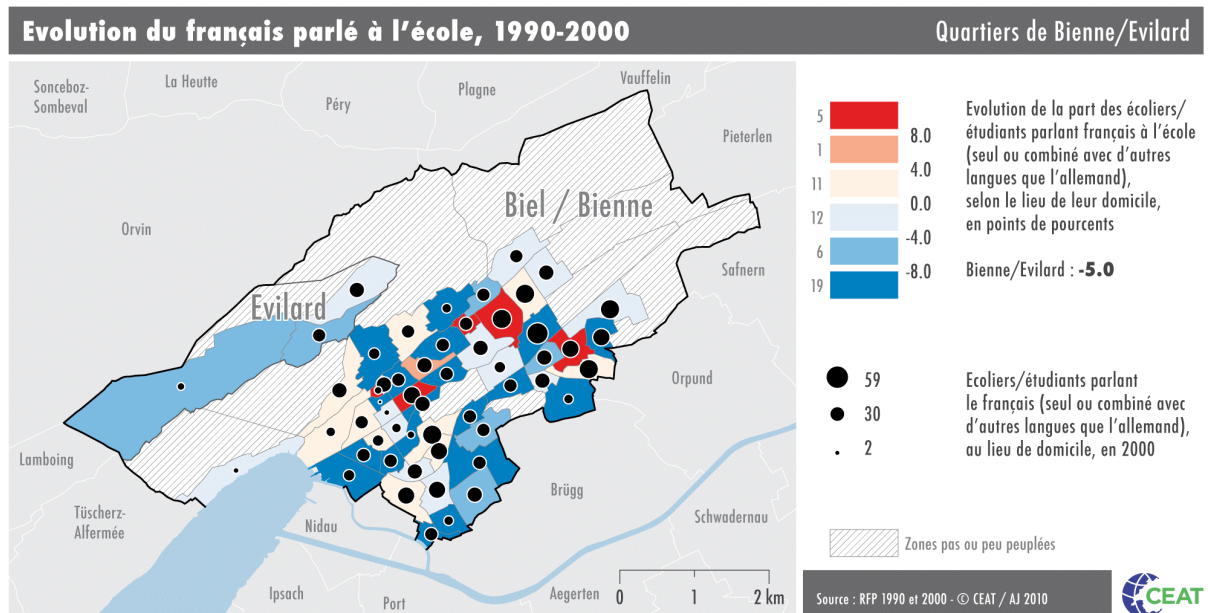 Evolution du français parlé à l'école, 1990-2000
Quartiers de Bienne/Evilard
Sonceboz-
Sombeval
La Heutte
Péry
Plagne
Vauffelin
Pieterlen
Orvin
Biel / Bienne
Safnern
Evilard
Orpund
Lamboing
Tüscherz-
Alfermée
Nidau
Brügg
Schwadernau
Ipsach
Port
Aegerten
0 1 2 km
5
8.0
1
4.0
11
0.0
12
-4.0
6
-8.0
19
Evolution de la part des écoliers/
étudiants parlant français à l'école
(seul ou combiné avec d'autres
langues que l'allemand),
selon le lieu de leur domicile,
en points de pourcents
Bienne/Evilard : -5.0
59
30
2
Ecoliers/étudiants parlant
le français (seul ou combiné avec
d'autres langues que l'allemand),
au lieu de domicile, en 2000
Zones pas ou peu peuplées
Source : RFP 1990 et 2000 - © CEAT / AJ 2010
CEAT